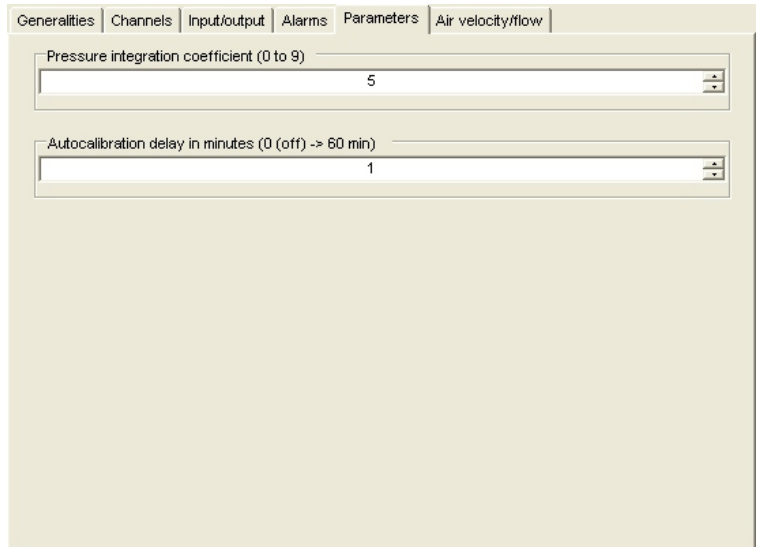 Generalities Channels Input/output Alarms Parameters Air velocity/flow
Pressure integration coefficient (0 to 9)
5
Autocalibration delay in minutes (0 (off) -> 60 min)
1